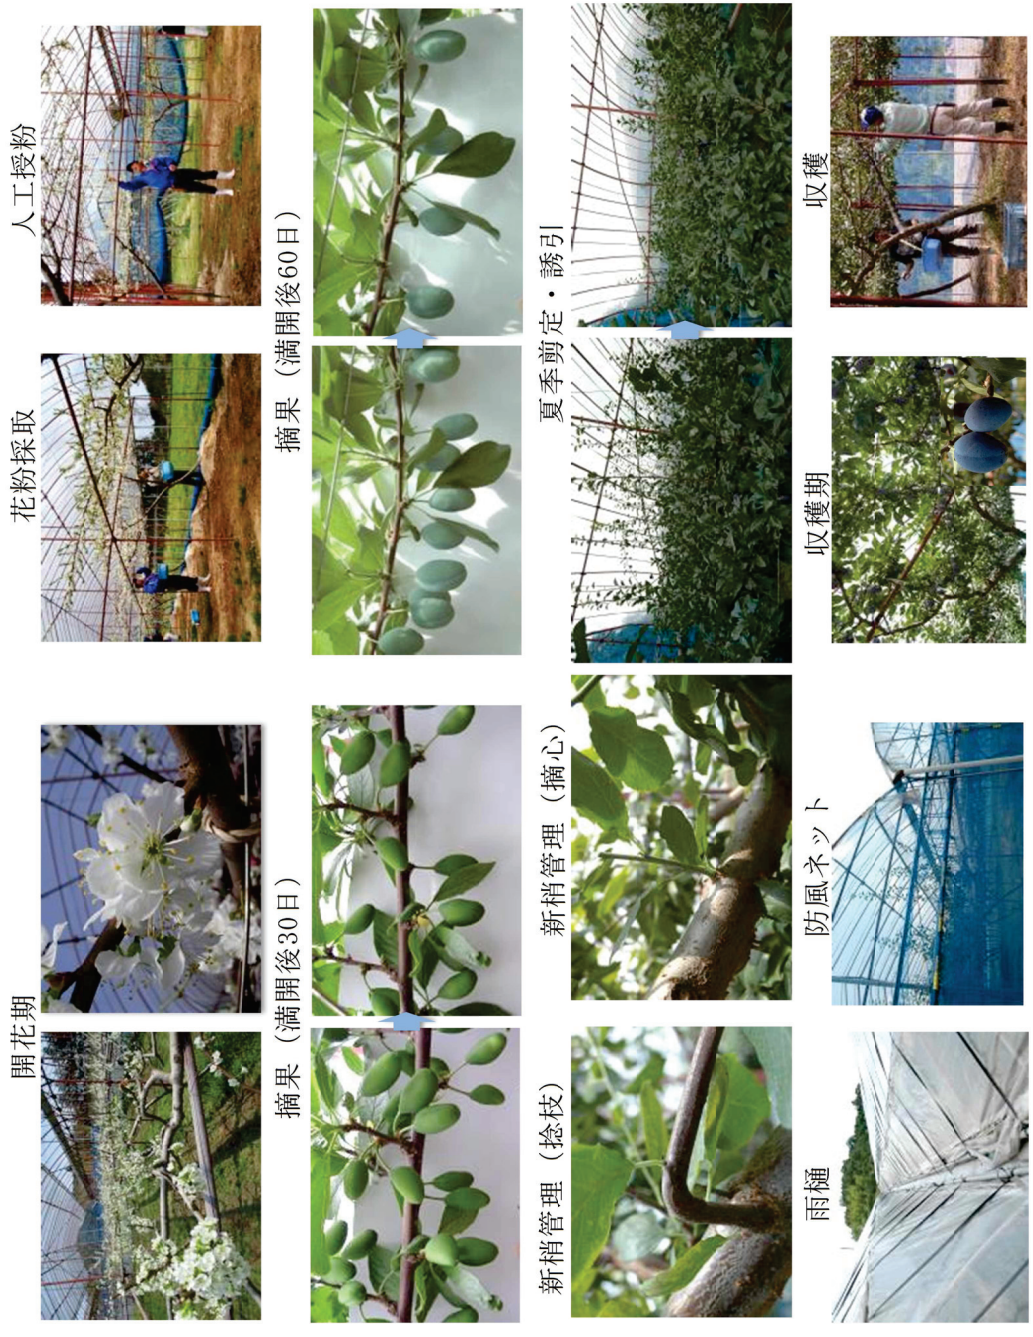 開花期
花粉採取
人工授粉
摘果（満開後30日）
摘果（満開後60日）
新梢管理（捻枝）
新梢管理（摘心）
夏季剪定・誘引
雨樋
防風ネット
収穫期
収穫